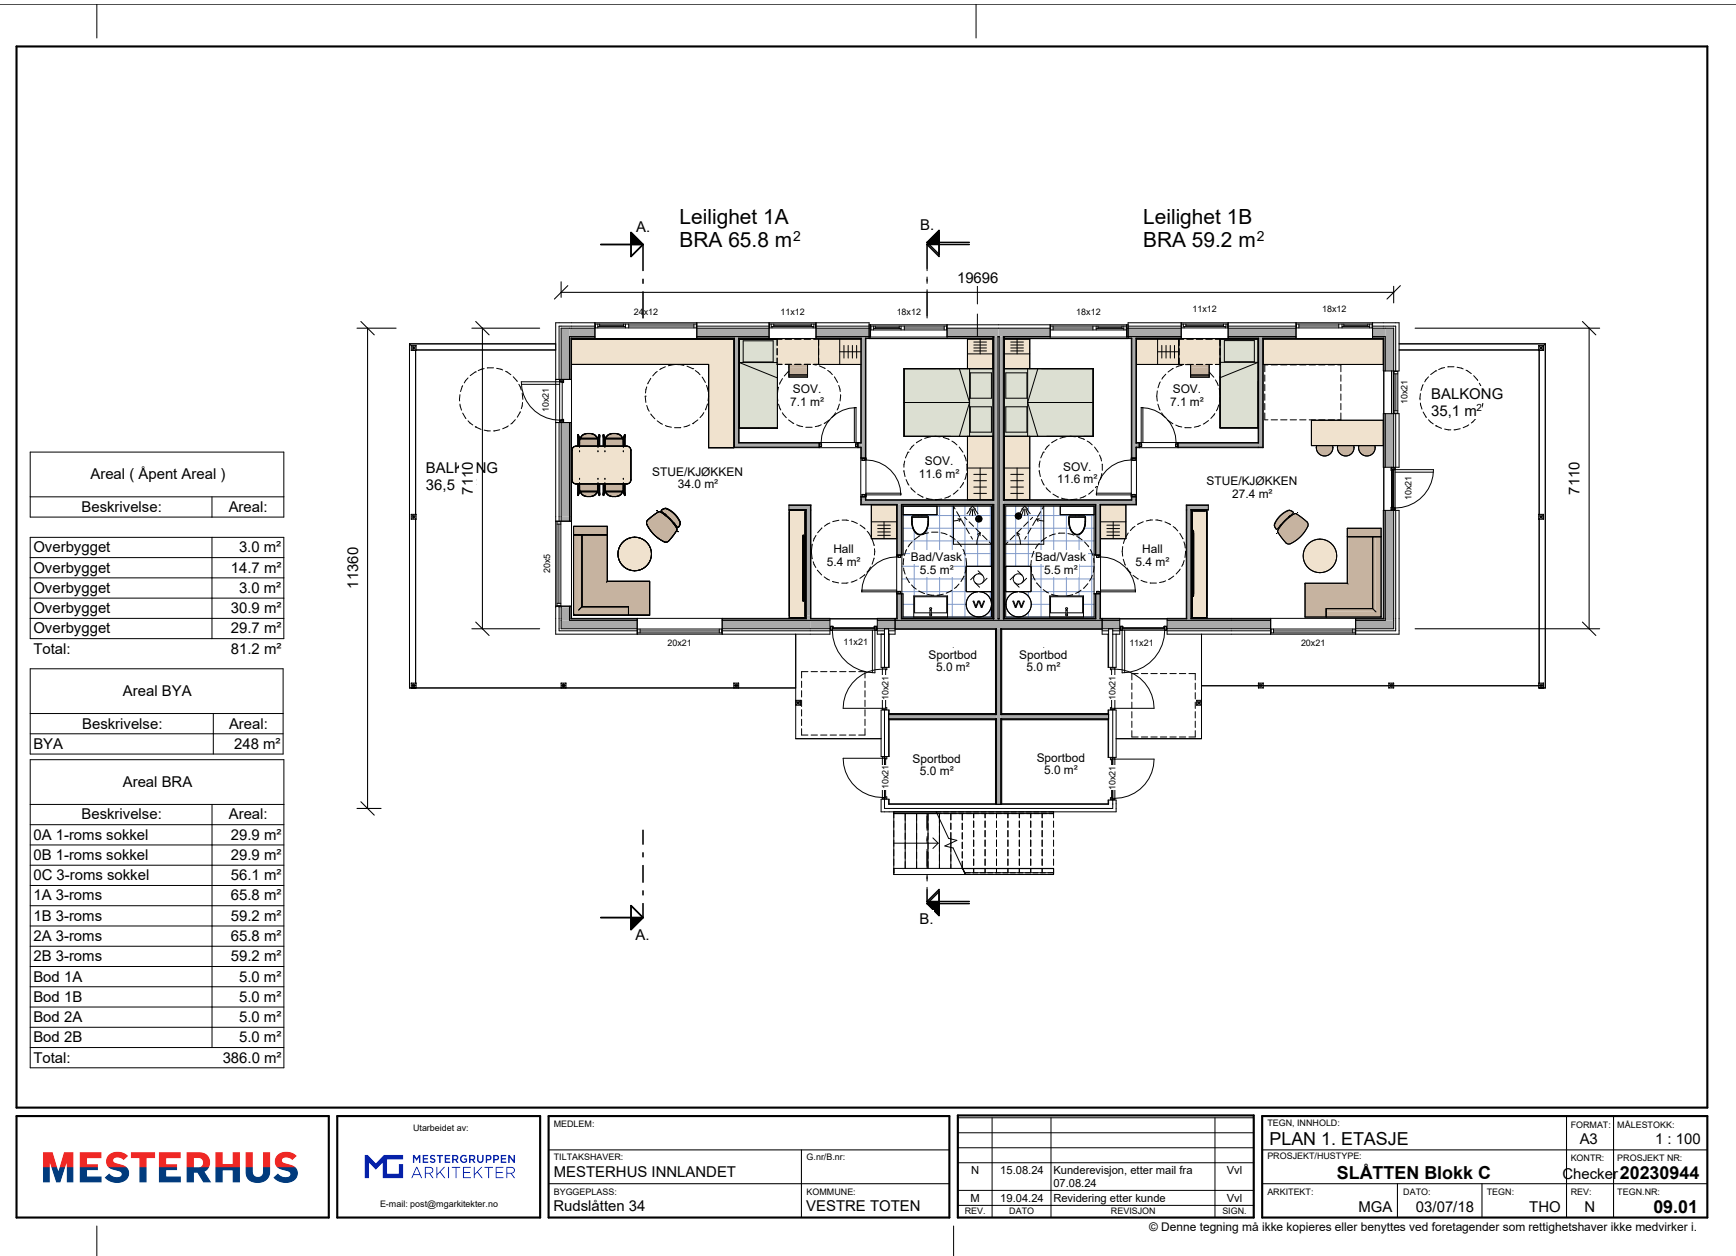 Leilighet 1A
BRA 65.8 m²
Leilighet 1B
BRA 59.2 m²
A.
B.
19696
24x12
11x12
18x12
18x12
11x12
18x12
7110
11360
7110
10x21
20x5
10x21
10x21
BALKONG
36,5
BALKONG
35,1 m²
SOV.
7.1 m²
SOV.
7.1 m²
SOV.
11.6 m²
SOV.
11.6 m²
STUE/KJØKKEN
34.0 m²
STUE/KJØKKEN
27.4 m²
Hall
5.4 m²
Bad/Vask
5.5 m²
Bad/Vask
5.5 m²
Hall
5.4 m²
W
W
20x21
11x21
11x21
20x21
Sportbod
5.0 m²
Sportbod
5.0 m²
10x21
10x21
Sportbod
5.0 m²
Sportbod
5.0 m²
10x21
10x21
A.
B.
Areal ( Åpent Areal )
Beskrivelse: Areal:
Overbygget 3.0 m²
Overbygget 14.7 m²
Overbygget 3.0 m²
Overbygget 30.9 m²
Overbygget 29.7 m²
Total: 81.2 m²
Areal BYA
Beskrivelse: Areal:
BYA 248 m²
Areal BRA
Beskrivelse: Areal:
0A 1-roms sokkel 29.9 m²
0B 1-roms sokkel 29.9 m²
0C 3-roms sokkel 56.1 m²
1A 3-roms 65.8 m²
1B 3-roms 59.2 m²
2A 3-roms 65.8 m²
2B 3-roms 59.2 m²
Bod 1A 5.0 m²
Bod 1B 5.0 m²
Bod 2A 5.0 m²
Bod 2B 5.0 m²
Total: 386.0 m²
MESTERHUS
Utarbeidet av:
MG MESTERGRUPPEN
ARKITEKTER
E-mail: post@mgarkitekter.no
MEDLEM:
TILTAKSHAVER:
MESTERHUS INNLANDET
G.nr/B.nr:
BYGGEPLASS:
Rudslåtten 34
KOMMUNE:
VESTRE TOTEN
N 15.08.24 Kunderevisjon, etter mail fra 07.08.24 VvI
M 19.04.24 Revidering etter kunde VvI
REV. DATO REVISJON SIGN.
TEGN, INNHOLD:
PLAN 1. ETASJE
FORMAT:
A3
MÅLESTOKK:
1 : 100
PROSJEKT/HUSTYPE:
SLÅTTEN Blokk C
KONTR:
Checker
PROSJEKT NR:
20230944
ARKITEKT:
MGA
DATO:
03/07/18
TEGN:
THO
REV:
N
TEGN.NR:
09.01
© Denne tegning må ikke kopieres eller benyttes ved foretagender som rettighetshaver ikke medvirker i.